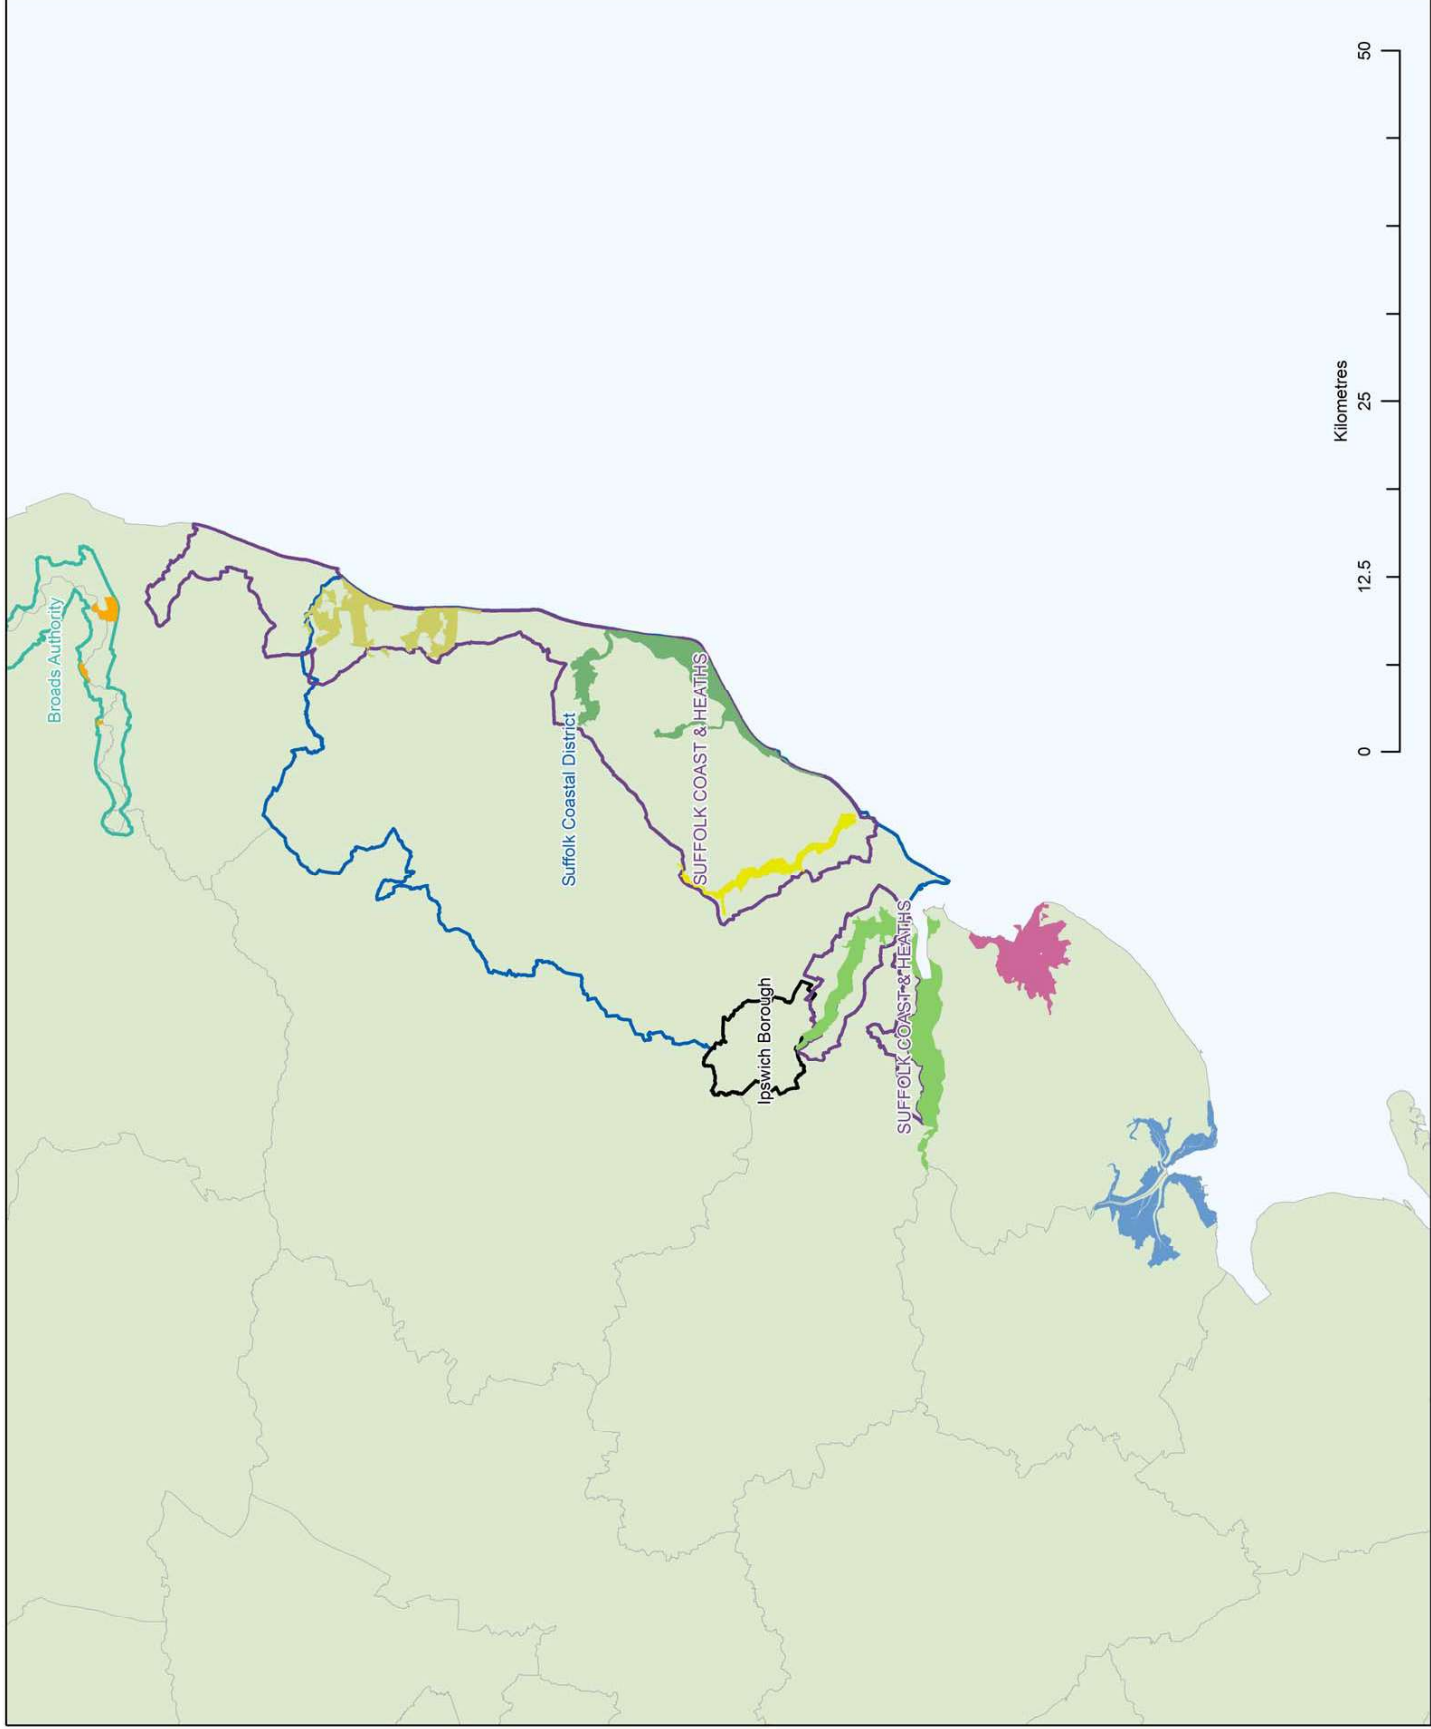 Broads Authority
Suffolk Coastal District
SUFFOLK COAST & HEATHS
Ipswich Borough
SUFFOLK COAST & HEATHS
Kilometres
0 12.5 25 50